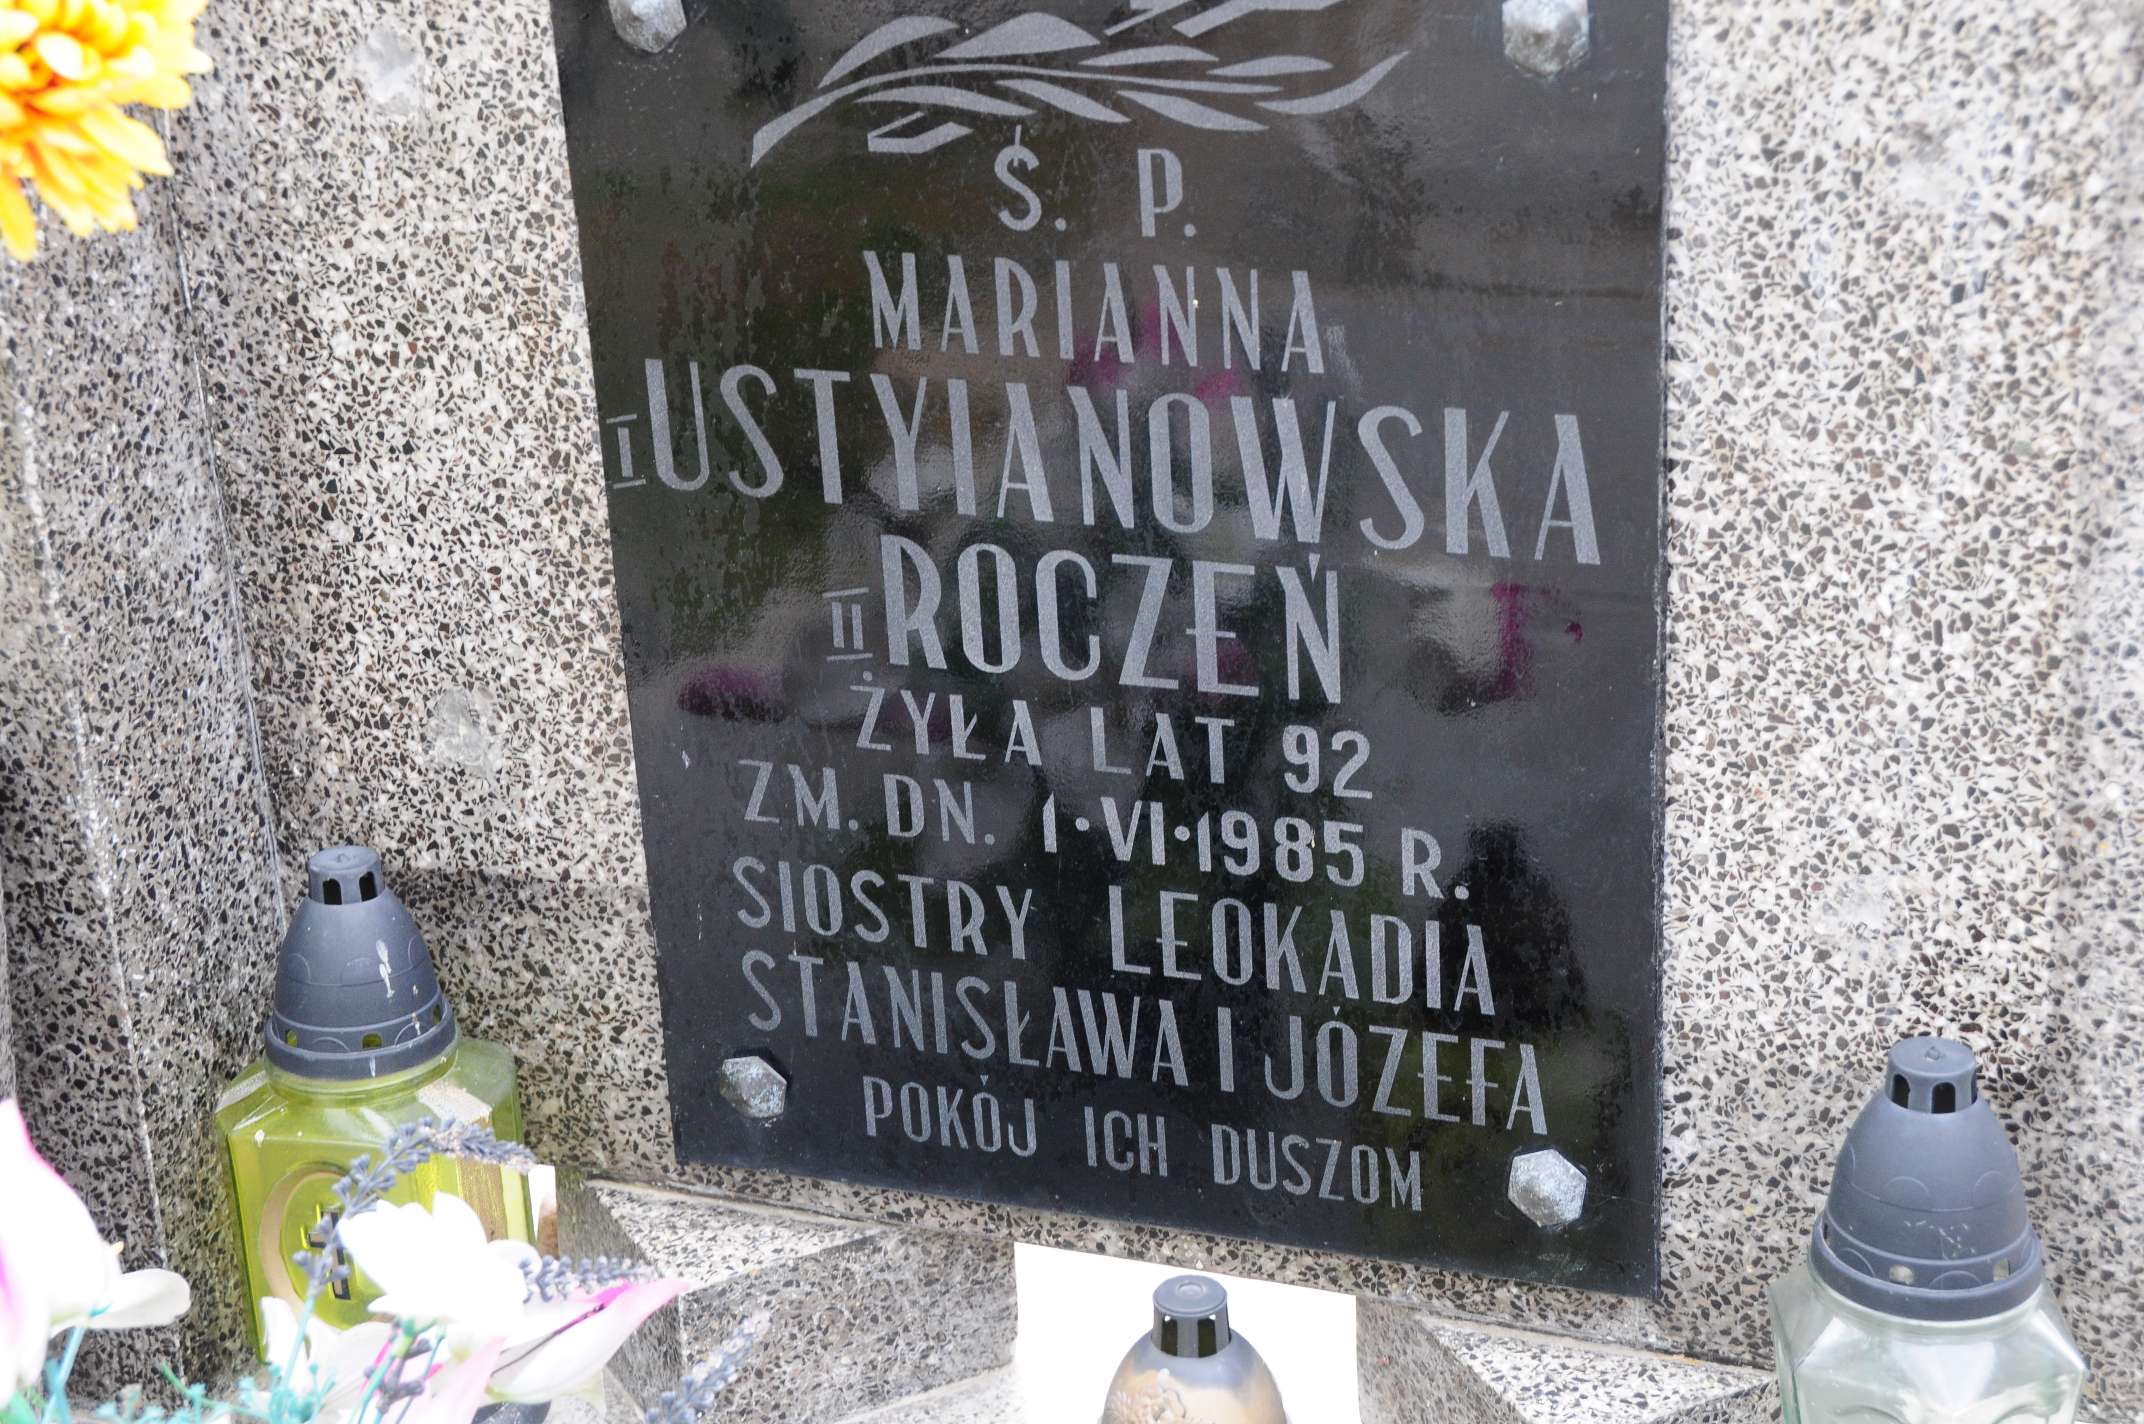 Ś. P.
MARIANNA
I USTYIANOWSKA
II. ROCZEŃ
ŻYŁA LAT 92
ZM. DN. 1·VI·1985 R.
SIOSTRY LEOKADIA
STANISŁAWA I JÓZEFA
POKÓJ ICH DUSZOM